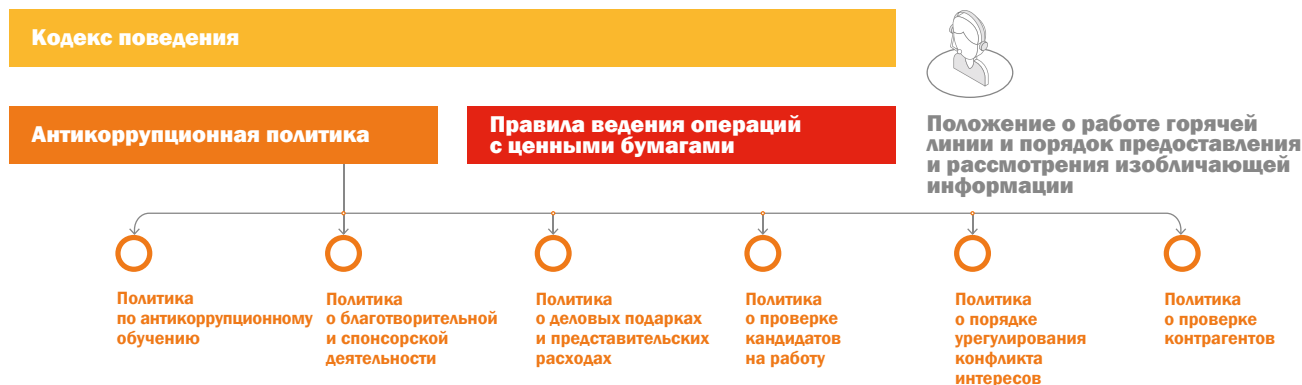 Кодекс поведения
Антикоррупционная политика
Правила ведения операций
с ценными бумагами
Положение о работе горячей
линии и порядок предоставления
и рассмотрения изобличающей
информации
Политика
по антикоррупционному
обучению
Политика
о благотворительной
и спонсорской
деятельности
Политика
о деловых подарках
и представительских
расходах
Политика
о проверке
кандидатов
на работу
Политика
о порядке
урегулирования
конфликта
интересов
Политика
о проверке
контрагентов